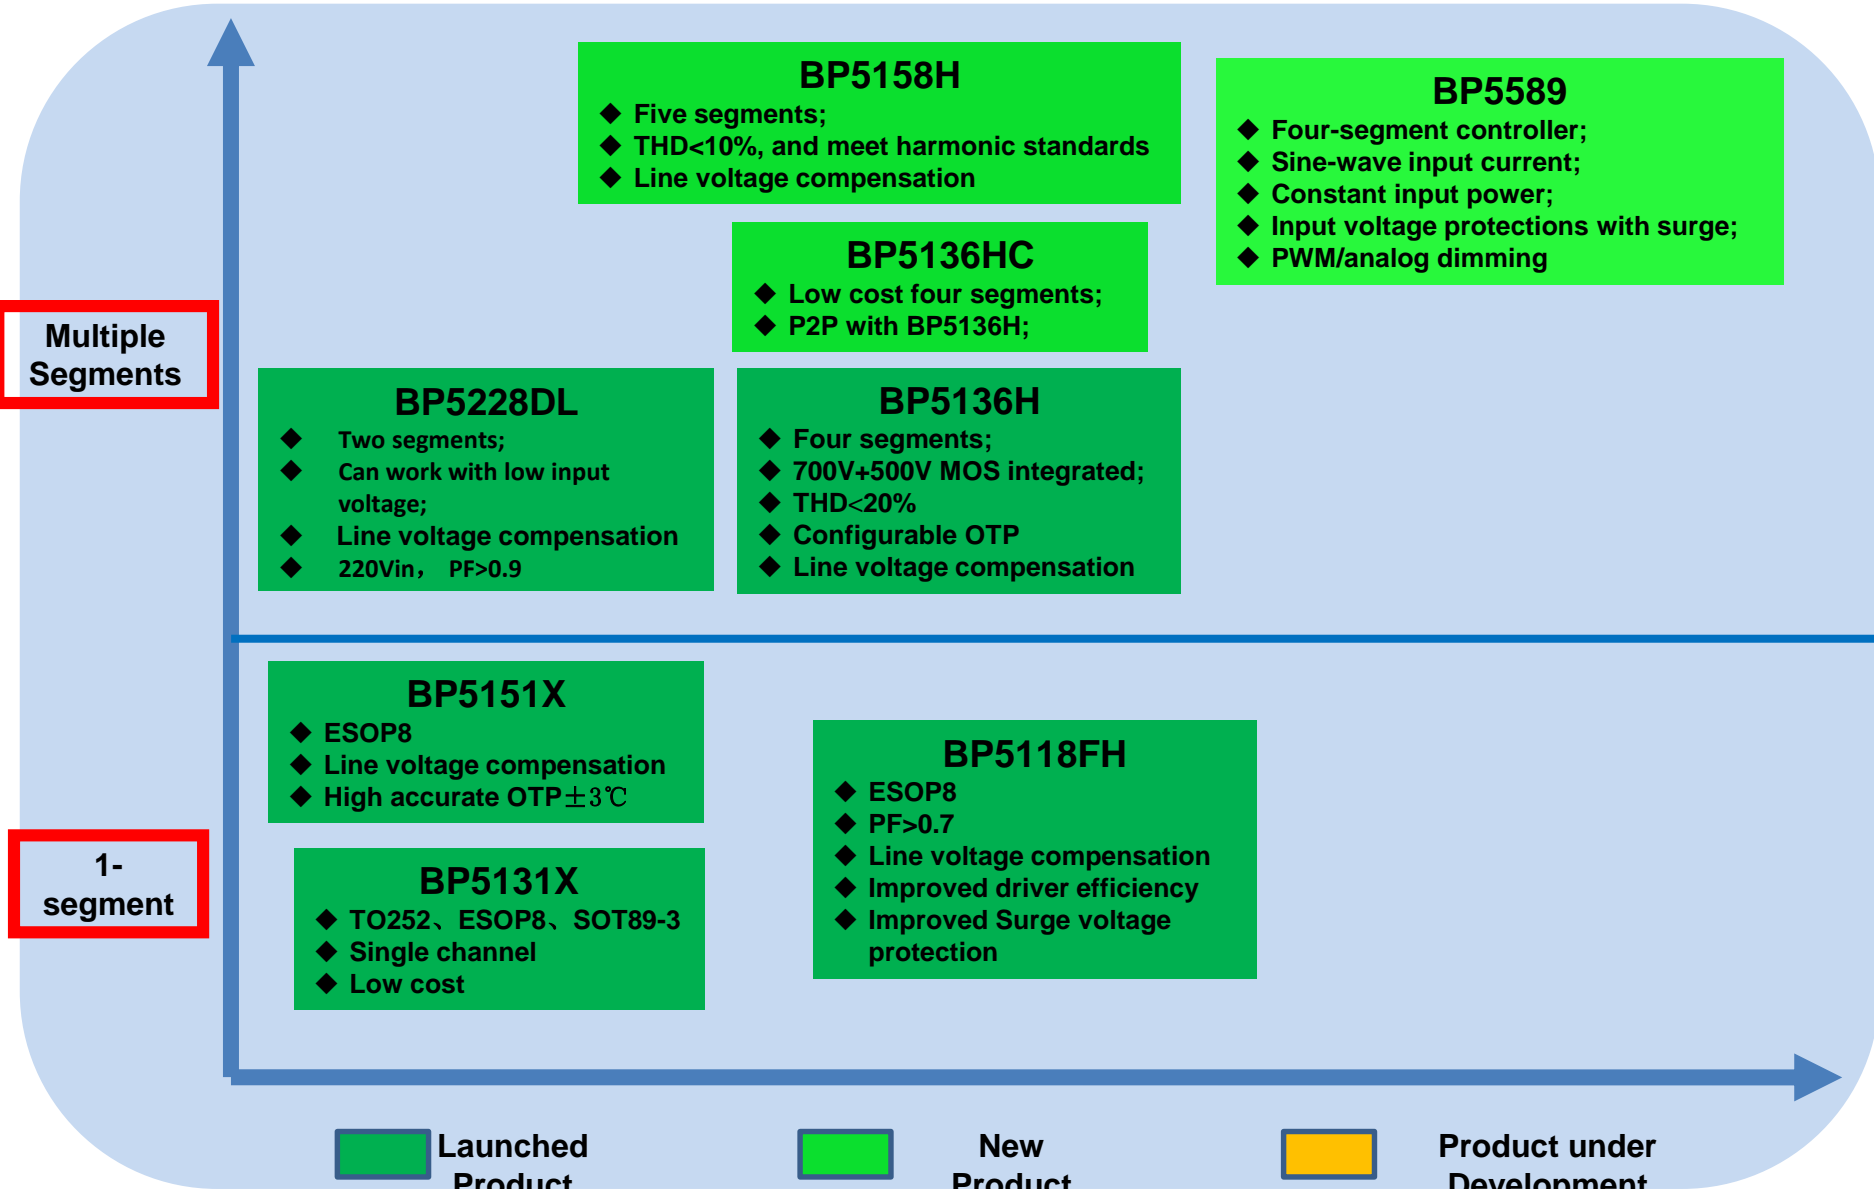 BP5158H
◆ Five segments;
◆ THD<10%, and meet harmonic standards
◆ Line voltage compensation
BP5589
◆ Four-segment controller;
◆ Sine-wave input current;
◆ Constant input power;
◆ Input voltage protections with surge;
◆ PWM/analog dimming
BP5136HC
◆ Low cost four segments;
◆ P2P with BP5136H;
Multiple
Segments
BP5228DL
◆ Two segments;
◆ Can work with low input
voltage;
◆ Line voltage compensation
◆ 220Vin， PF>0.9
BP5136H
◆ Four segments;
◆ 700V+500V MOS integrated;
◆ THD<20%
◆ Configurable OTP
◆ Line voltage compensation
BP5151X
◆ ESOP8
◆ Line voltage compensation
◆ High accurate OTP±3℃
BP5118FH
◆ ESOP8
◆ PF>0.7
◆ Line voltage compensation
◆ Improved driver efficiency
◆ Improved Surge voltage
protection
1-
segment
BP5131X
◆ TO252、ESOP8、SOT89-3
◆ Single channel
◆ Low cost
Launched
Product
New
Product
Product under
Development